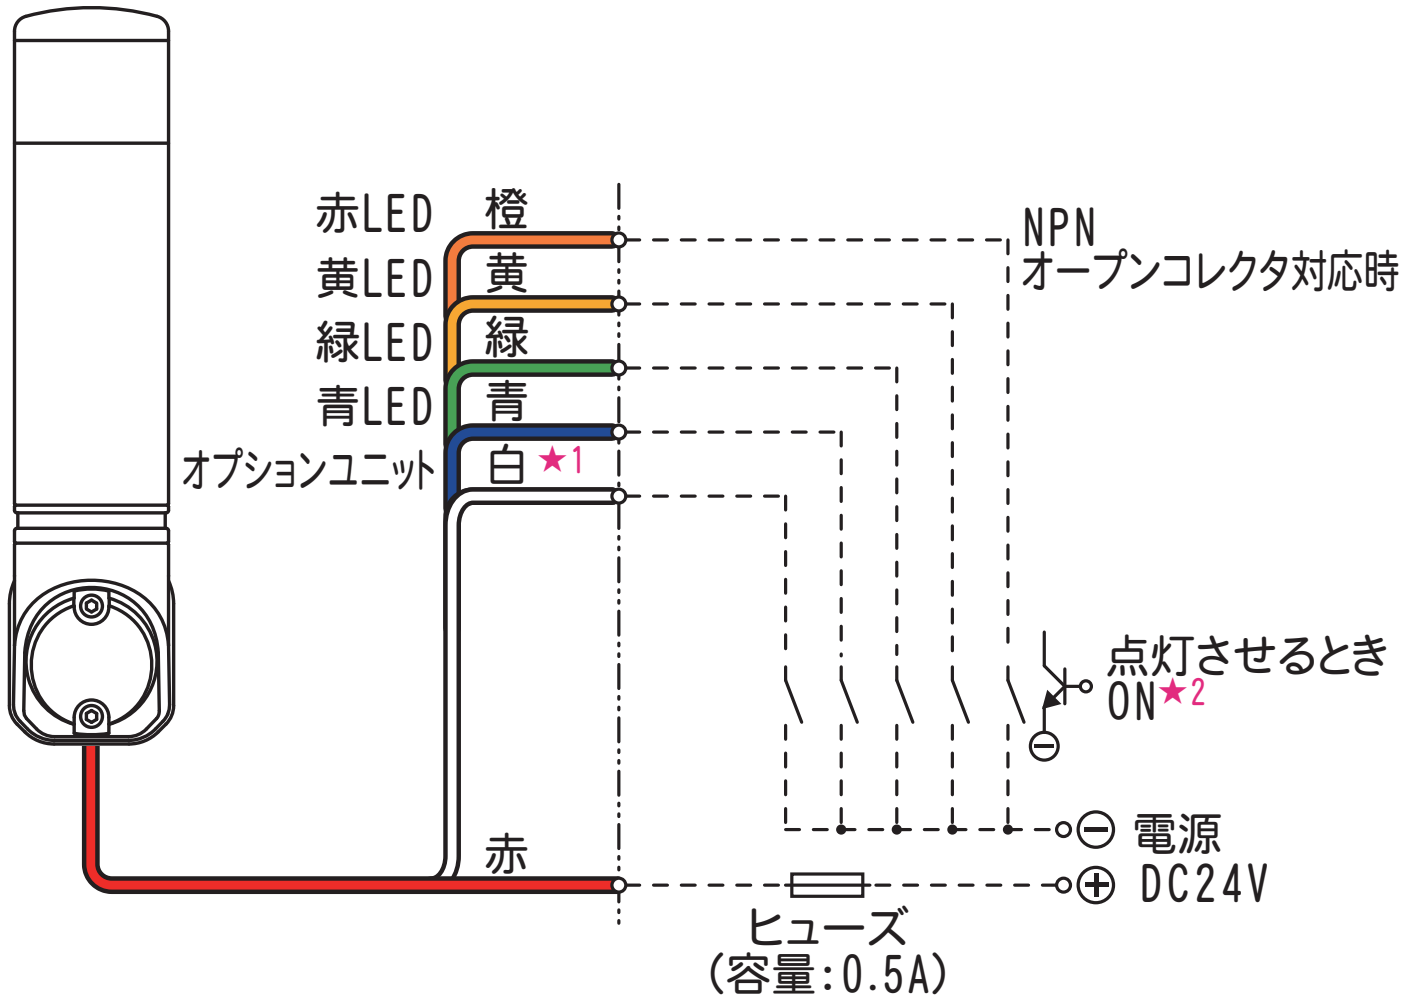 赤LED 橙
黄LED 黄
緑LED 緑
青LED 青
オプションユニット 白 ★1
NPN
オープンコレクタ対応時
点灯させるとき
ON★2
電源
赤
DC24V
ヒューズ
(容量:0.5A)